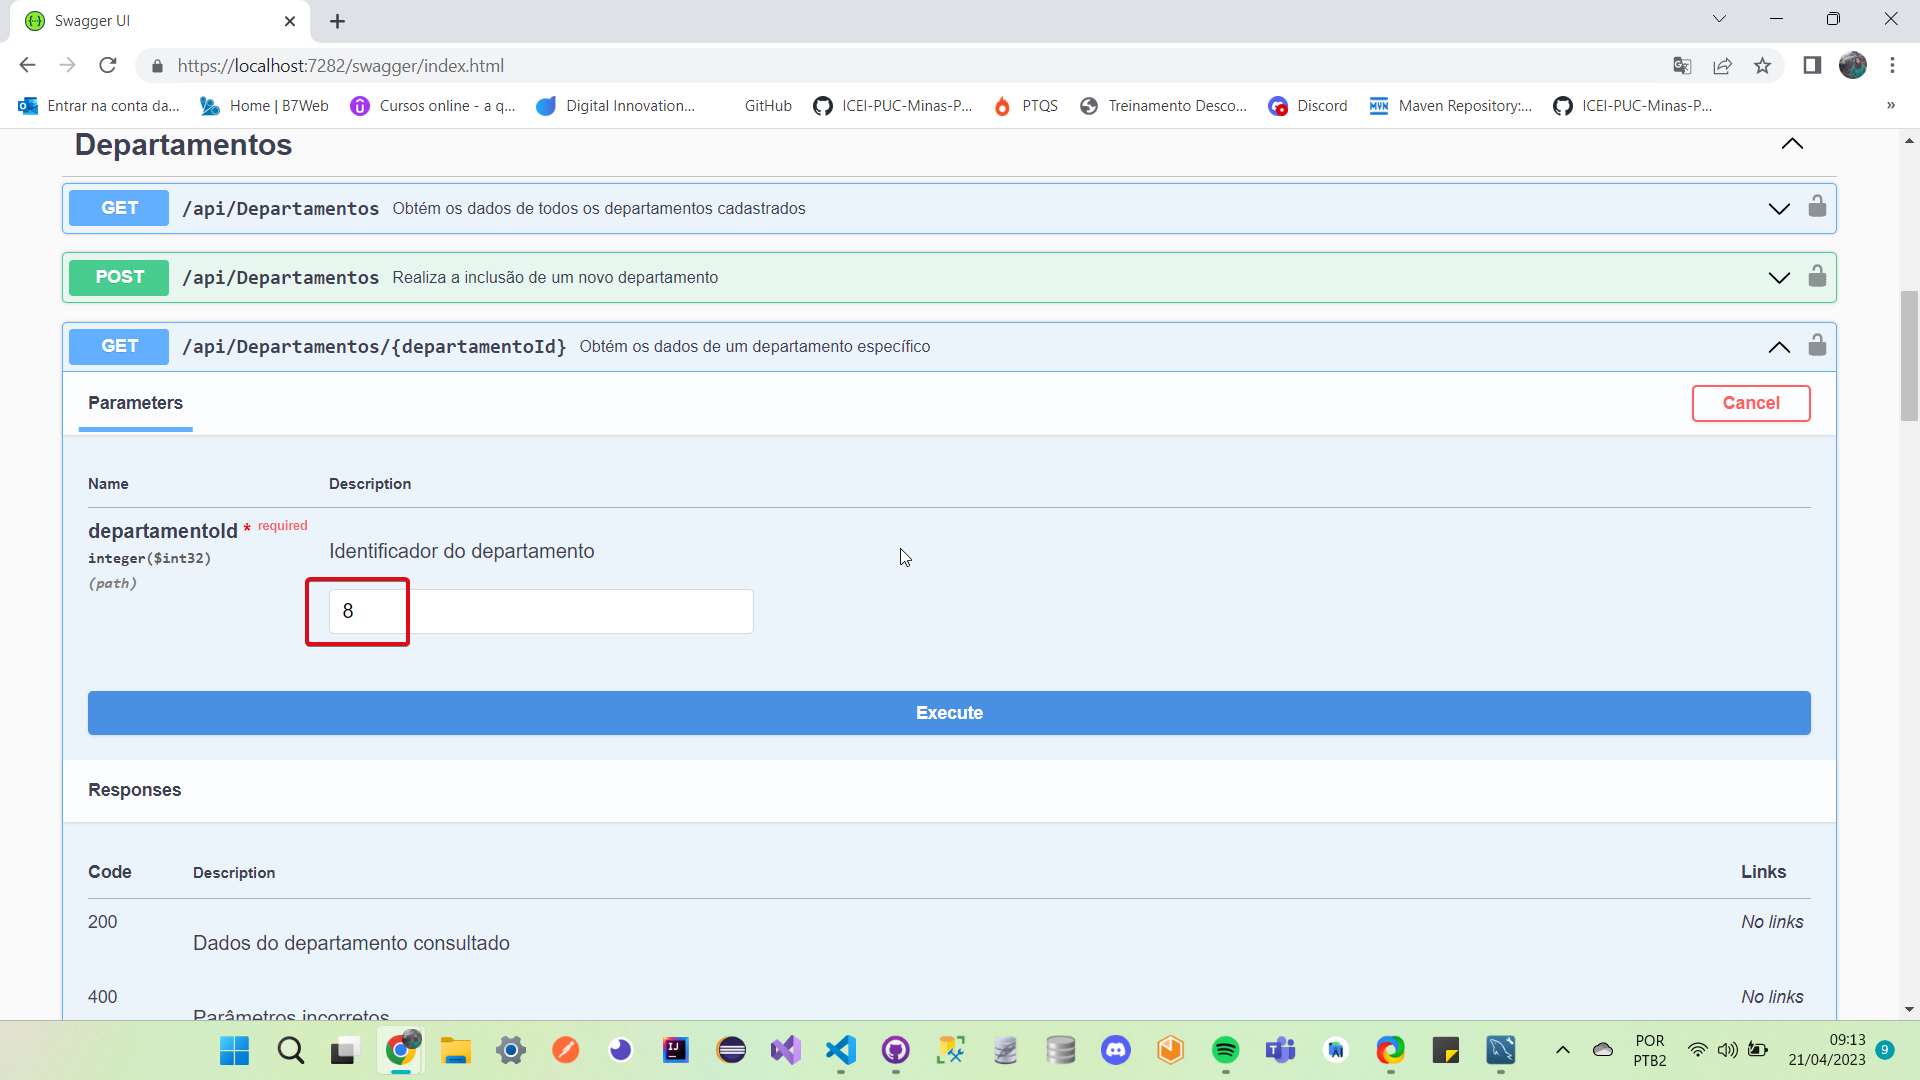 Swagger UI
https://localhost:7282/swagger/index.html
Entrar na conta da...
Home | B7Web
Cursos online - a q...
Digital Innovation...
GitHub
ICEI-PUC-Minas-P...
PTQS
Treinamento Desco...
Discord
MVN
Maven Repository:...
ICEI-PUC-Minas-P...
»
Departamentos
GET /api/Departamentos Obtém os dados de todos os departamentos cadastrados
POST /api/Departamentos Realiza a inclusão de um novo departamento
GET /api/Departamentos/{departamentoId} Obtém os dados de um departamento específico
Parameters
Cancel
Name Description
departamentoId * required
integer($int32)
(path)
Identificador do departamento
8
Execute
Responses
Code Description Links
200 No links
Dados do departamento consultado
400 No links
Parâmetros incorretos
POR
PTB2
09:13
21/04/2023
9